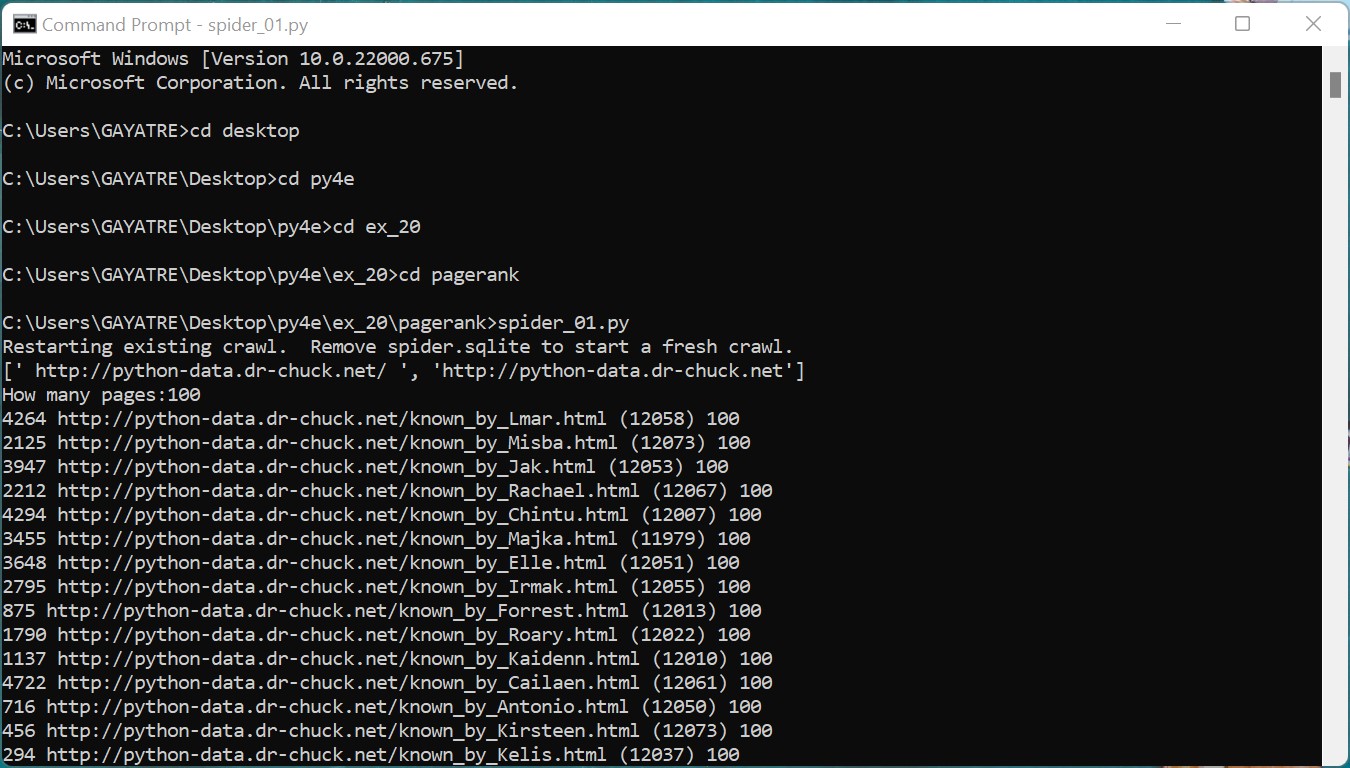 Command Prompt - spider_01.py
Microsoft Windows [Version 10.0.22000.675]
(c) Microsoft Corporation. All rights reserved.
C:\Users\GAYATRE>cd desktop
C:\Users\GAYATRE\Desktop>cd py4e
C:\Users\GAYATRE\Desktop\py4e>cd ex_20
C:\Users\GAYATRE\Desktop\py4e\ex_20>cd pagerank
C:\Users\GAYATRE\Desktop\py4e\ex_20\pagerank>spider_01.py
Restarting existing crawl.  Remove spider.sqlite to start a fresh crawl.
[' http://python-data.dr-chuck.net/ ', 'http://python-data.dr-chuck.net']
How many pages:100
4264 http://python-data.dr-chuck.net/known_by_Lmar.html (12058) 100
2125 http://python-data.dr-chuck.net/known_by_Misba.html (12073) 100
3947 http://python-data.dr-chuck.net/known_by_Jak.html (12053) 100
2212 http://python-data.dr-chuck.net/known_by_Rachael.html (12067) 100
4294 http://python-data.dr-chuck.net/known_by_Chintu.html (12007) 100
3455 http://python-data.dr-chuck.net/known_by_Majka.html (11979) 100
3648 http://python-data.dr-chuck.net/known_by_Elle.html (12051) 100
2795 http://python-data.dr-chuck.net/known_by_Irmak.html (12055) 100
875 http://python-data.dr-chuck.net/known_by_Forrest.html (12013) 100
1790 http://python-data.dr-chuck.net/known_by_Roary.html (12022) 100
1137 http://python-data.dr-chuck.net/known_by_Kaidenn.html (12010) 100
4722 http://python-data.dr-chuck.net/known_by_Cailaen.html (12061) 100
716 http://python-data.dr-chuck.net/known_by_Antonio.html (12050) 100
456 http://python-data.dr-chuck.net/known_by_Kirsteen.html (12073) 100
294 http://python-data.dr-chuck.net/known_by_Kelis.html (12037) 100